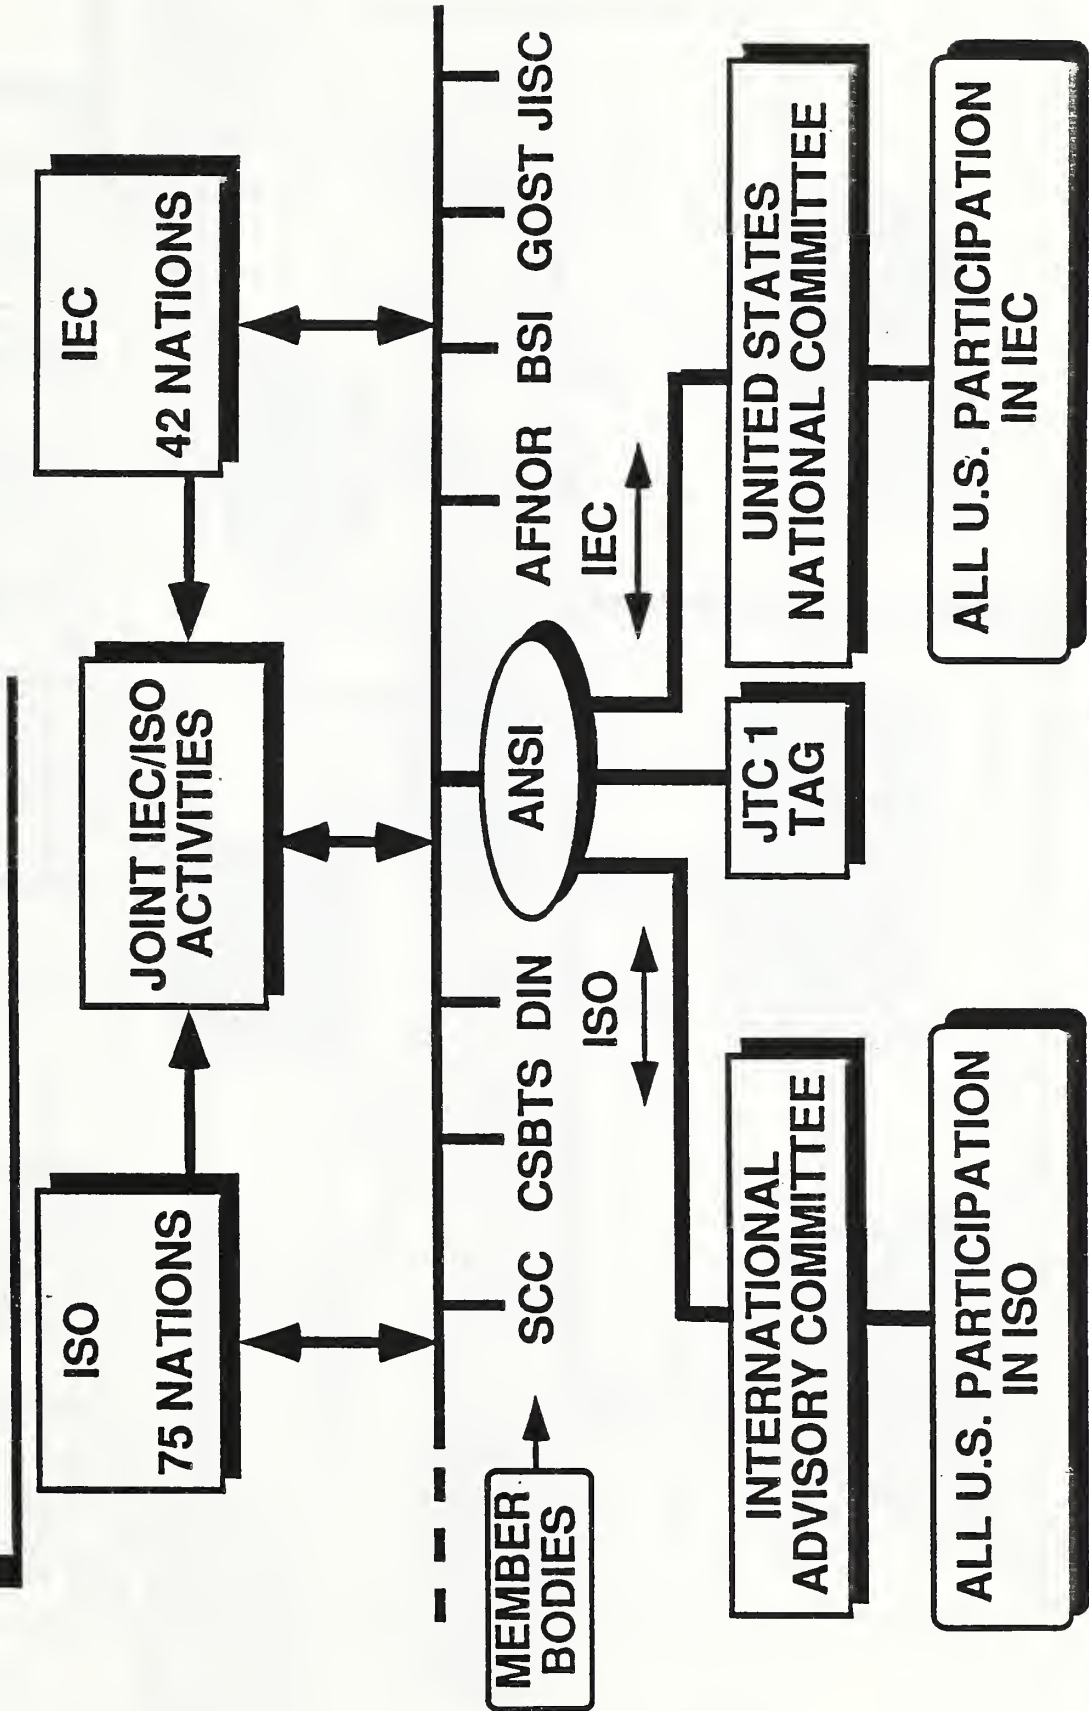 ISO
75 NATIONS
JOINT IEC/ISO
ACTIVITIES
IEC
42 NATIONS
MEMBER
BODIES
SCC CSBTS DIN
ANSI
AFNOR BSI GOST JISC
ISO
IEC
INTERNATIONAL
ADVISORY COMMITTEE
JTC 1
TAG
UNITED STATES
NATIONAL COMMITTEE
ALL U.S. PARTICIPATION
IN ISO
ALL U.S. PARTICIPATION
IN IEC